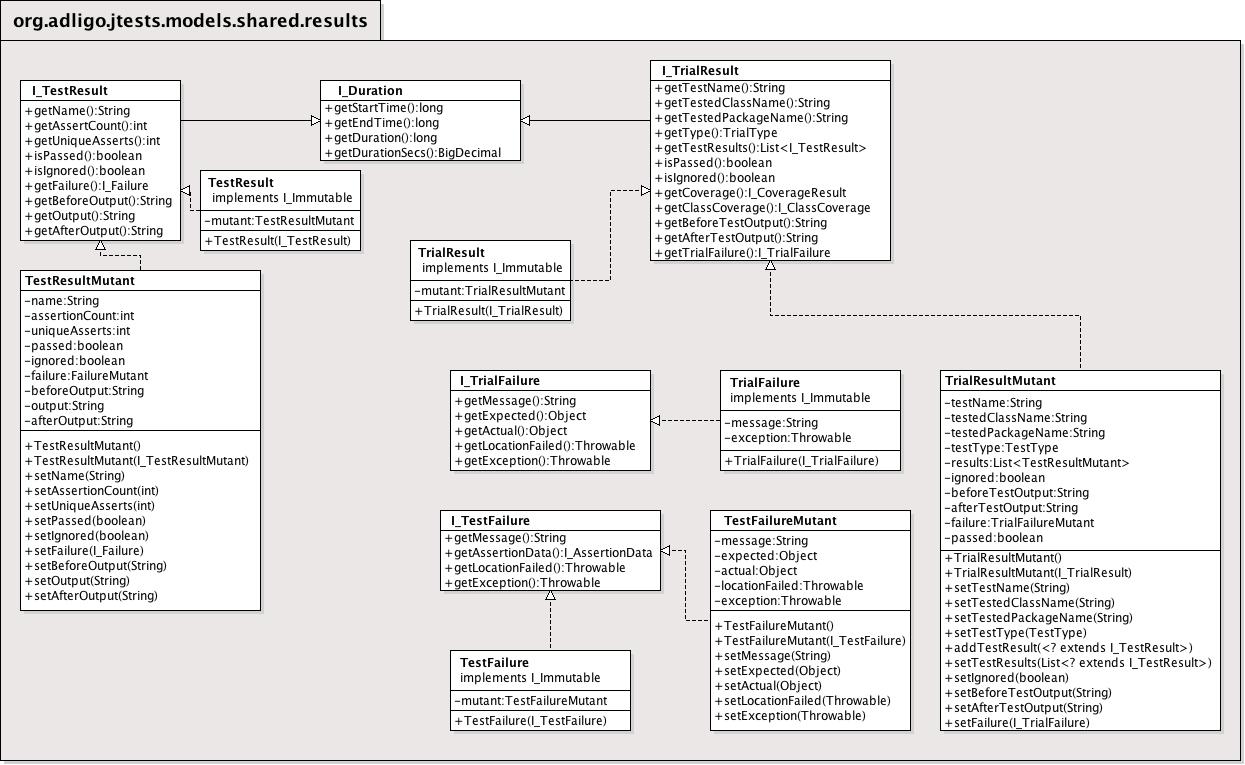 org.adligo.jtests.models.shared.results
I_TestResult
+getName():String
+getAssertCount():int
+getUniqueAsserts():int
+isPassed():boolean
+isIgnored():boolean
+getFailure():I_Failure
+getBeforeOutput():String
+getOutput():String
+getAfterOutput():String
I_Duration
+getStartTime():long
+getEndTime():long
+getDuration():long
+getDurationSecs():BigDecimal
I_TrialResult
+getTestName():String
+getTestedClassName():String
+getTestedPackageName():String
+getType():TrialType
+getTestResults():List<I_TestResult>
+isPassed():boolean
+isIgnored():boolean
+getCoverage():I_CoverageResult
+getClassCoverage():I_ClassCoverage
+getBeforeTestOutput():String
+getAfterTestOutput():String
+getTrialFailure():I_TrialFailure
TestResult
implements I_Immutable
-mutant:TestResultMutant
+TestResult(I_TestResult)
TrialResult
implements I_Immutable
-mutant:TrialResultMutant
+TrialResult(I_TrialResult)
TestResultMutant
-name:String
-assertionCount:int
-uniqueAsserts:int
-passed:boolean
-ignored:boolean
-failure:FailureMutant
-beforeOutput:String
-output:String
-afterOutput:String
+TestResultMutant()
+TestResultMutant(I_TestResultMutant)
+setName(String)
+setAssertionCount(int)
+setUniqueAsserts(int)
+setPassed(boolean)
+setIgnored(boolean)
+setFailure(I_Failure)
+setBeforeOutput(String)
+setOutput(String)
+setAfterOutput(String)
I_TrialFailure
+getMessage():String
+getExpected():Object
+getActual():Object
+getLocationFailed():Throwable
+getException():Throwable
TrialFailure
implements I_Immutable
-message:String
-exception:Throwable
+TrialFailure(I_TrialFailure)
TrialResultMutant
-testName:String
-testedClassName:String
-testedPackageName:String
-testType:TestType
-results:List<TestResultMutant>
-ignored:boolean
-beforeTestOutput:String
-afterTestOutput:String
-failure:TrialFailureMutant
-passed:boolean
+TrialResultMutant()
+TrialResultMutant(I_TrialResult)
+setTestName(String)
+setTestedClassName(String)
+setTestedPackageName(String)
+setTestType(TestType)
+addTestResult(<? extends I_TestResult>)
+setTestResults(List<? extends I_TestResult>)
+setIgnored(boolean)
+setBeforeTestOutput(String)
+setAfterTestOutput(String)
+setFailure(I_TrialFailure)
I_TestFailure
+getMessage():String
+getAssertionData():I_AssertionData
+getLocationFailed():Throwable
+getException():Throwable
TestFailureMutant
-message:String
-expected:Object
-actual:Object
-locationFailed:Throwable
-exception:Throwable
+TestFailureMutant()
+TestFailureMutant(I_TestFailure)
+setMessage(String)
+setExpected(Object)
+setActual(Object)
+setLocationFailed(Throwable)
+setException(Throwable)
TestFailure
implements I_Immutable
-mutant:TestFailureMutant
+TestFailure(I_TestFailure)